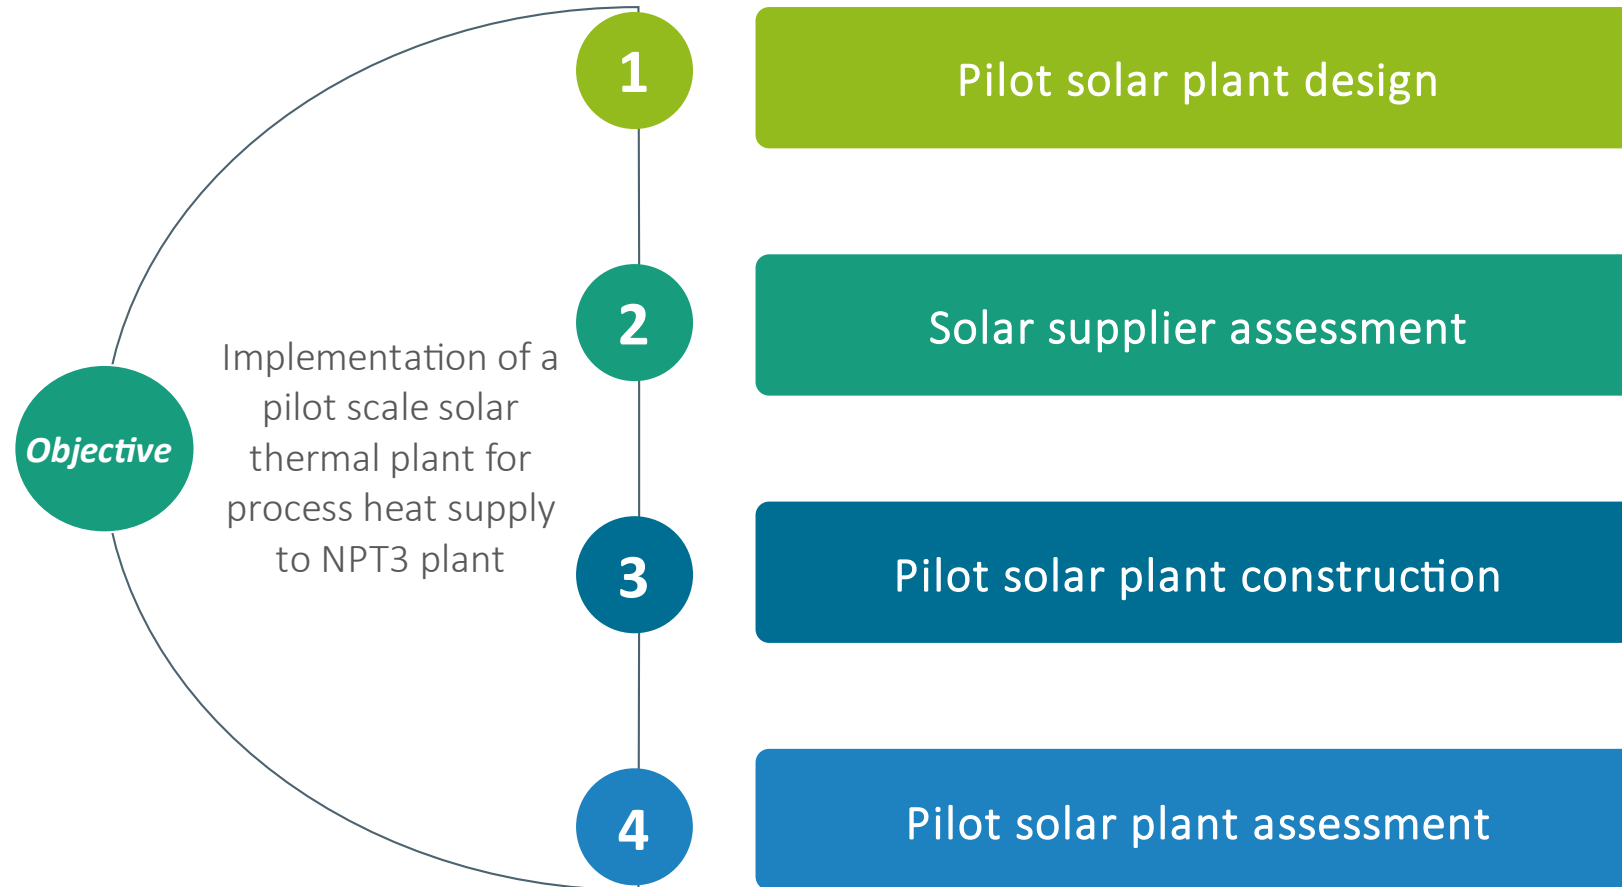 Objective
Implementation of a
pilot scale solar
thermal plant for
process heat supply
to NPT3 plant
1
Pilot solar plant design
2
Solar supplier assessment
3
Pilot solar plant construction
4
Pilot solar plant assessment